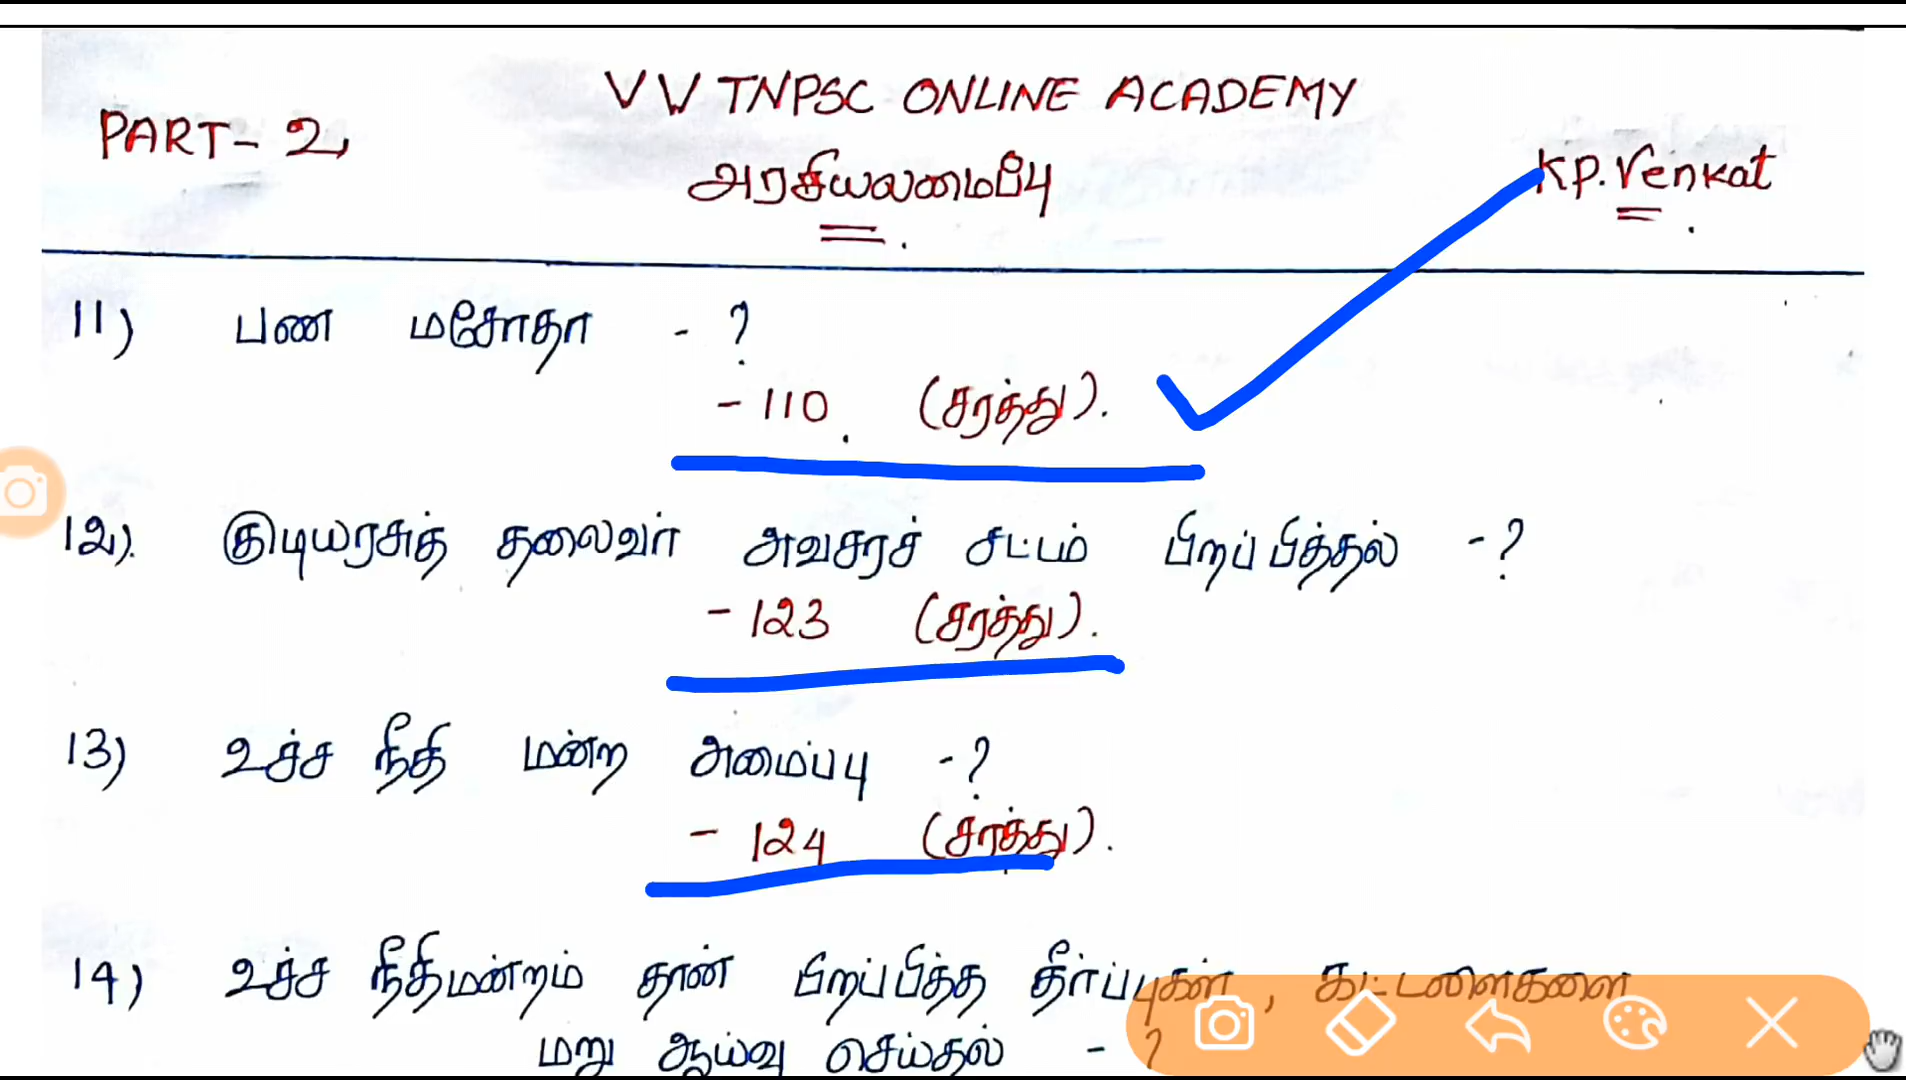 VV TNPSC ONLINE ACADEMY
PART- 2,
அரசியலமைப்பு
KP.Venkat
11) பண மசோதா - ?
- 110 (சரத்து).
12). குடியரசுத் தலைவர் அவசரச் சட்டம் பிறப்பித்தல் - ?
- 123 (சரத்து).
13) உச்ச நீதி மன்ற அமைப்பு - ?
- 124 (சரத்து).
14) உச்ச நீதிமன்றம் தான் பிறப்பித்த தீர்ப்புகள், கட்டளைகளை
மறு ஆய்வு செய்தல் - ?